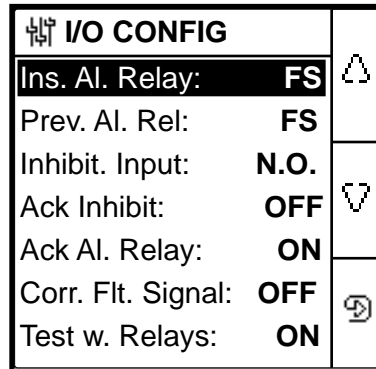 I/O CONFIG
Ins. Al. Relay: FS
Prev. Al. Rel: FS
Inhibit. Input: N.O.
Ack Inhibit: OFF
Ack Al. Relay: ON
Corr. Flt. Signal: OFF
Test w. Relays: ON